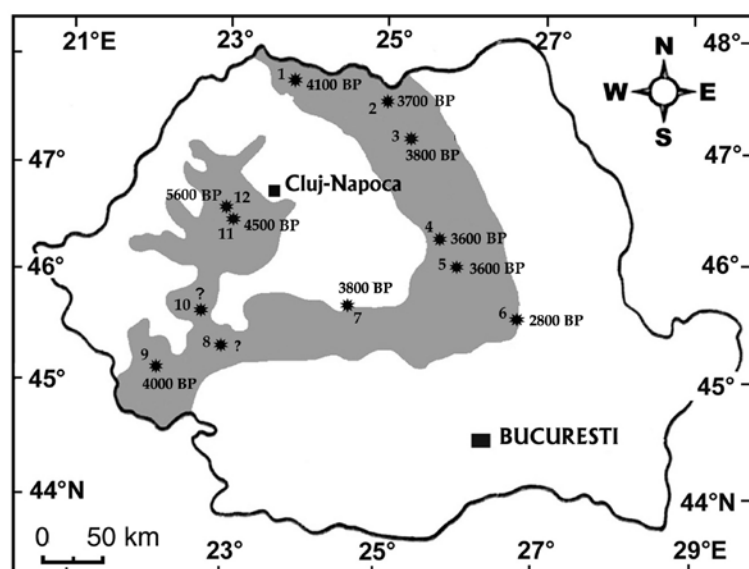 21°E 23° 25° 27°
48°
N
W E
S
1 4100 BP
2 3700 BP
3
3800 BP
47° 47°
Cluj-Napoca
5600 BP 12
11 4500 BP
4 3600 BP
46° 5 3600 BP 46°
10 ?
3800 BP
7
6 2800 BP
8 ?
9
4000 BP
45° 45°
BUCURESTI
44°N 44°N
0 50 km
23° 25° 27° 29°E